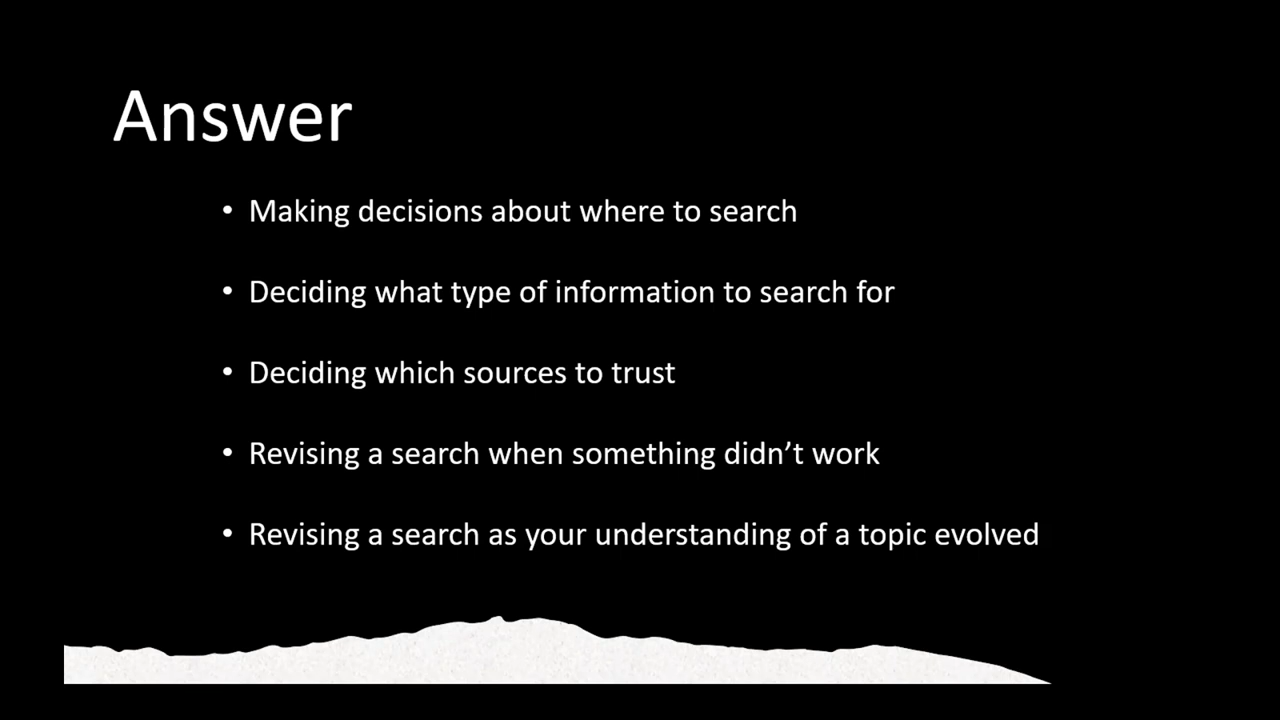 Answer
• Making decisions about where to search
• Deciding what type of information to search for
• Deciding which sources to trust
• Revising a search when something didn’t work
• Revising a search as your understanding of a topic evolved